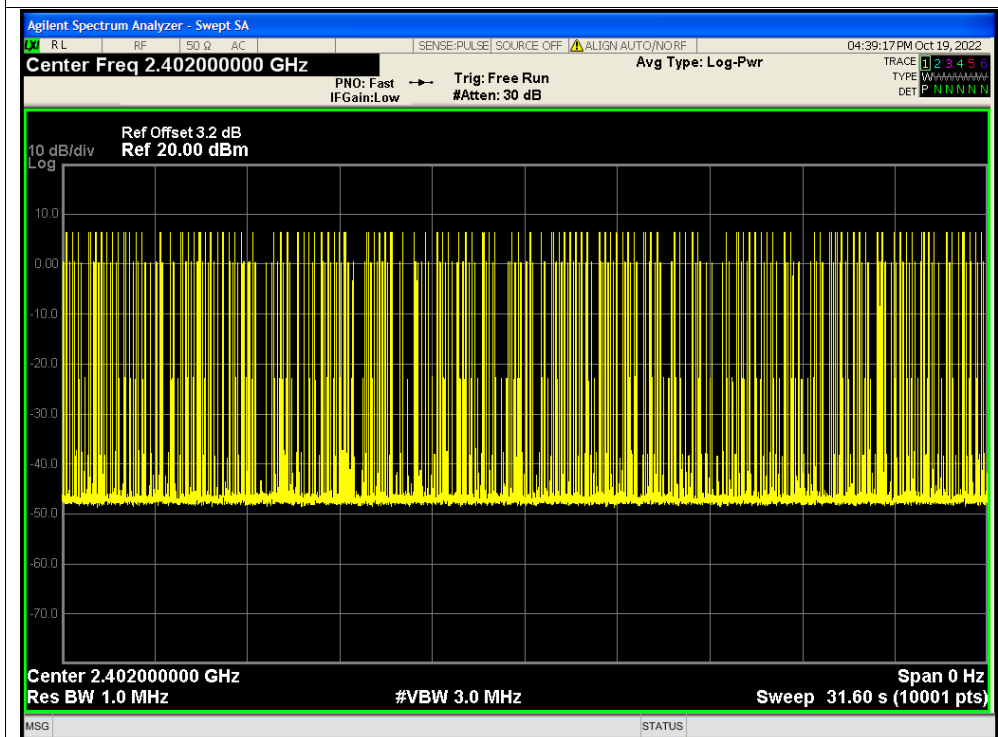 Agilent Spectrum Analyzer - Swept SA
LXI RL RF 50 Ω AC SENSE:PULSE SOURCE OFF ALIGN AUTO/NO RF 04:39:17 PM Oct 19, 2022
Center Freq 2.402000000 GHz
PNO: Fast
IFGain:Low
Trig: Free Run
#Atten: 30 dB
Avg Type: Log-Pwr
TRACE 1 2 3 4 5 6
TYPE WWWWWW
DET P N N N N N
Ref Offset 3.2 dB
10 dB/div Ref 20.00 dBm
Log
10.0
0.00
-10.0
-20.0
-30.0
-40.0
-50.0
-60.0
-70.0
Center 2.402000000 GHz Span 0 Hz
Res BW 1.0 MHz #VBW 3.0 MHz Sweep 31.60 s (10001 pts)
MSG STATUS